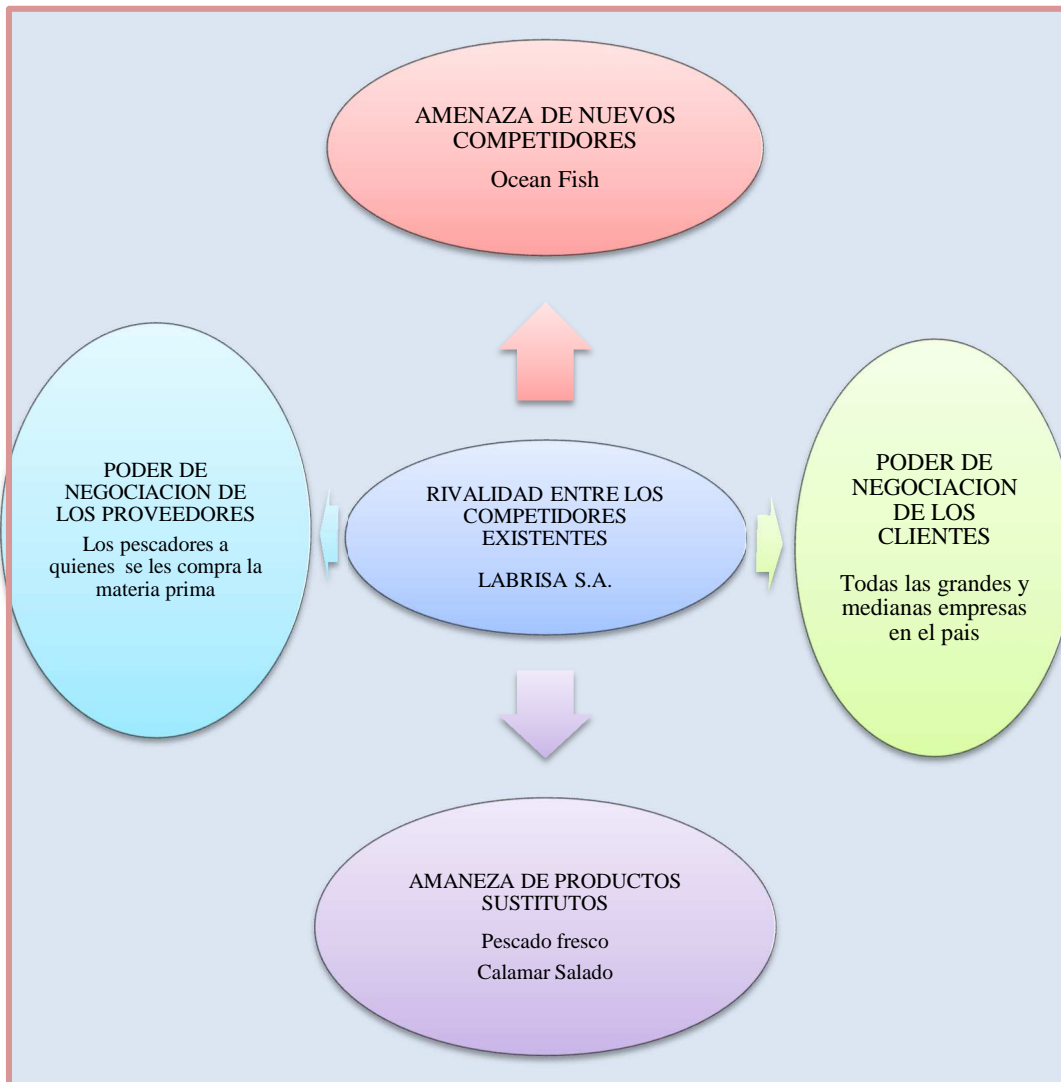 AMENAZA DE NUEVOS
COMPETIDORES
Ocean Fish
PODER DE
NEGOCIACION DE
LOS PROVEEDORES
Los pescadores a
quienes se les compra la
materia prima
RIVALIDAD ENTRE LOS
COMPETIDORES
EXISTENTES
LABRISA S.A.
PODER DE
NEGOCIACION
DE LOS
CLIENTES
Todas las grandes y
medianas empresas
en el pais
AMANEZA DE PRODUCTOS
SUSTITUTOS
Pescado fresco
Calamar Salado